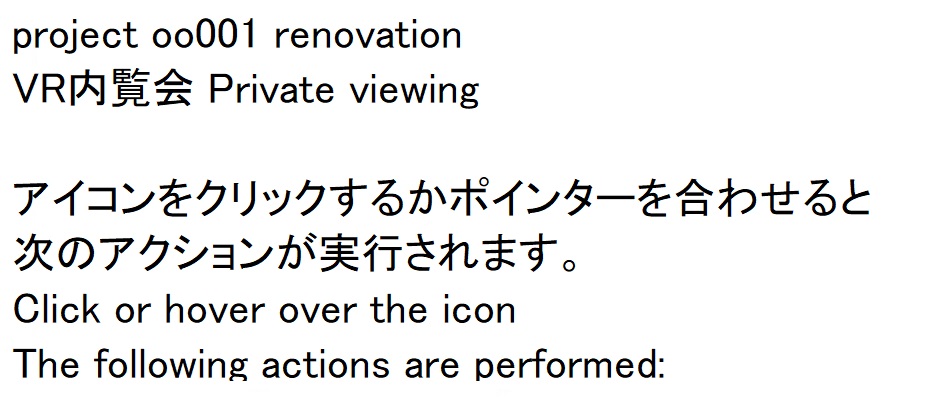 project oo001 renovation
VR内覧会 Private viewing
アイコンをクリックするかポインターを合わせると
次のアクションが実行されます。
Click or hover over the icon
The following actions are performed: